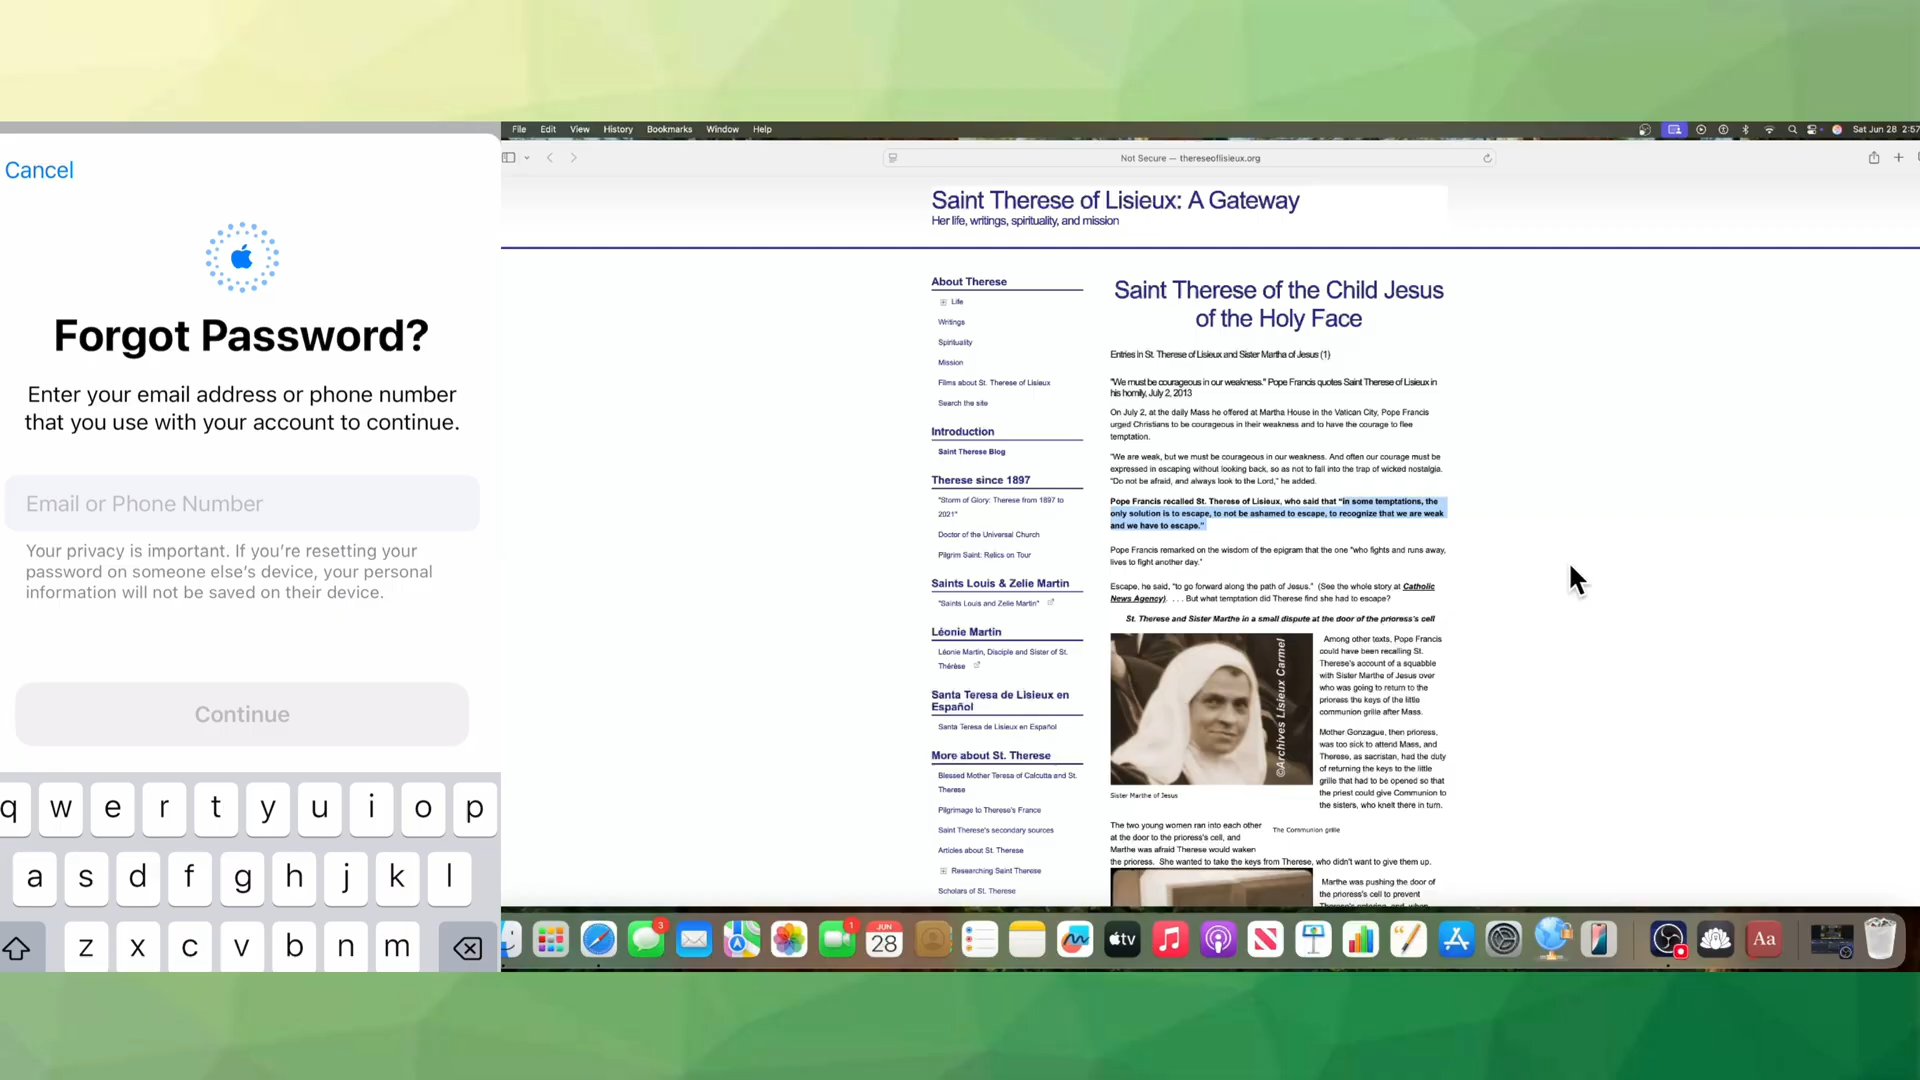 Cancel
Forgot Password?
Enter your email address or phone number
that you use with your account to continue.
Email or Phone Number
Your privacy is important. If you’re resetting your
password on someone else’s device, your personal
information will not be saved on their device.
Continue
q w e r t y u i o p
a s d f g h j k l
z x c v b n m
File Edit View History Bookmarks Window Help
Sat Jun 28 2:57
Not Secure — thereseoflisieux.org
Saint Therese of Lisieux: A Gateway
Her life, writings, spirituality, and mission
About Therese
Life
Writings
Spirituality
Mission
Films about St. Therese of Lisieux
Search the site
Introduction
Saint Therese Blog
Therese since 1897
"Storm of Glory: Therese from 1897 to
2021"
Doctor of the Universal Church
Pilgrim Saint: Relics on Tour
Saints Louis & Zelie Martin
"Saints Louis and Zelie Martin"
Léonie Martin
Léonie Martin, Disciple and Sister of St.
Thérèse
Santa Teresa de Lisieux en
Español
Santa Teresa de Lisieux en Español
More about St. Therese
Blessed Mother Teresa of Calcutta and St.
Therese
Pilgrimage to Therese's France
Saint Therese's secondary sources
Articles about St. Therese
Researching Saint Therese
Scholars of St. Therese
Saint Therese of the Child Jesus
of the Holy Face
Entries in St. Therese of Lisieux and Sister Martha of Jesus (1)
"We must be courageous in our weakness." Pope Francis quotes Saint Therese of Lisieux in
his homily, July 2, 2013
On July 2, at the daily Mass he offered at Martha House in the Vatican City, Pope Francis
urged Christians to be courageous in their weakness and to have the courage to flee
temptation.
"We are weak, but we must be courageous in our weakness. And often our courage must be
expressed in escaping without looking back, so as not to fall into the trap of wicked nostalgia.
"Do not be afraid, and always look to the Lord," he added.
Pope Francis recalled St. Therese of Lisieux, who said that "in some temptations, the
only solution is to escape, to not be ashamed to escape, to recognize that we are weak
and we have to escape."
Pope Francis remarked on the wisdom of the epigram that the one "who fights and runs away,
lives to fight another day."
Escape, he said, "to go forward along the path of Jesus." (See the whole story at Catholic
News Agency). . . . But what temptation did Therese find she had to escape?
St. Therese and Sister Marthe in a small dispute at the door of the prioress's cell
©Archives Lisieux Carmel
Sister Marthe of Jesus
Among other texts, Pope Francis
could have been recalling St.
Therese's account of a squabble
with Sister Marthe of Jesus over
who was going to return to the
prioress the keys of the little
communion grille after Mass.
Mother Gonzague, then prioress,
was too sick to attend Mass, and
Therese, as sacristan, had the duty
of returning the keys to the little
grille that had to be opened so that
the priest could give Communion to
the sisters, who knelt there in turn.
The Communion grille
The two young women ran into each other
at the door to the prioress's cell, and
Marthe was afraid Therese would waken
the prioress. She wanted to take the keys from Therese, who didn't want to give them up.
Marthe was pushing the door of
the prioress's cell to prevent
3
1
JUN
28
tv
Aa